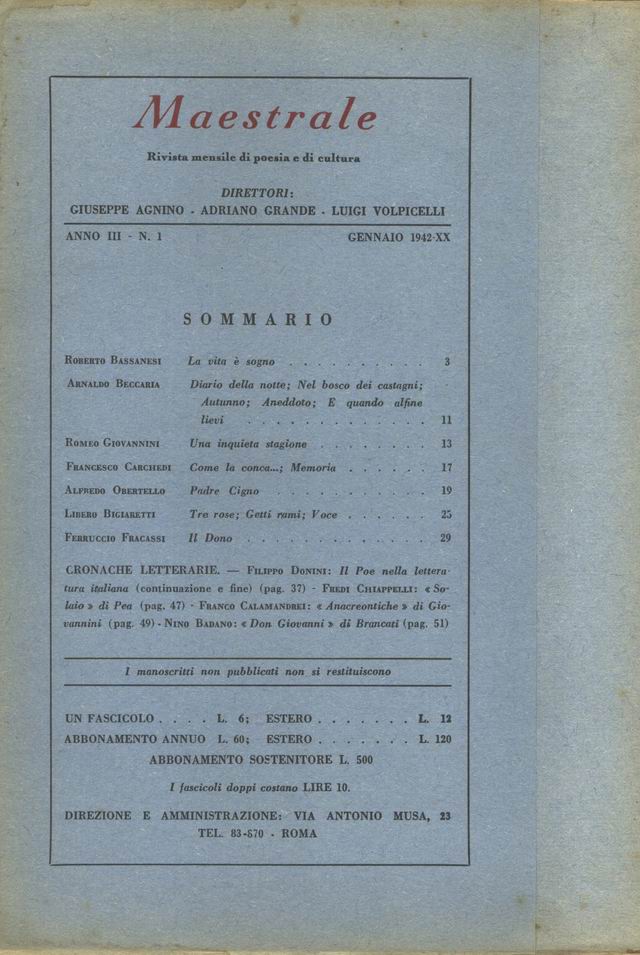 Maestrale
Rivista mensile di poesia e di cultura
DIRETTORI:
GIUSEPPE AGNINO - ADRIANO GRANDE - LUIGI VOLPICELLI
ANNO III - N. 1 GENNAIO 1942-XX
SOMMARIO
ROBERTO BASSANESI La vita è sogno . . . . . . . . . . 3
ARNALDO BECCARIA Diario della notte; Nel bosco dei castagni;
Autunno; Aneddoto; E quando alfine
lievi . . . . . . . . . . . . . 11
ROMEO GIOVANNINI Una inquieta stagione . . . . . . . . 13
FRANCESCO CARCHEDI Come la conca...; Memoria . . . . . . 17
ALFREDO OBERTELLO Padre Cigno . . . . . . . . . . . 19
LIBERO BIGIARETTI Tre rose; Getti rami; Voce . . . . . . 25
FERRUCCIO FRACASSI Il Dono . . . . . . . . . . . . . 29
CRONACHE LETTERARIE. — FILIPPO DONINI: Il Poe nella lettera-
tura italiana (continuazione e fine) (pag. 37) - FREDI CHIAPPELLI: « So-
laio » di Pea (pag. 47) - FRANCO CALAMANDREI: « Anacreontiche » di Gio-
vannini (pag. 49) - NINO BADANO: « Don Giovanni » di Brancati (pag. 51)
I manoscritti non pubblicati non si restituiscono
UN FASCICOLO . . . . L. 6; ESTERO . . . . . . . L. 12
ABBONAMENTO ANNUO L. 60; ESTERO . . . . . . . L. 120
ABBONAMENTO SOSTENITORE L. 500
I fascicoli doppi costano LIRE 10.
DIREZIONE E AMMINISTRAZIONE: VIA ANTONIO MUSA, 23
TEL. 83-870 - ROMA